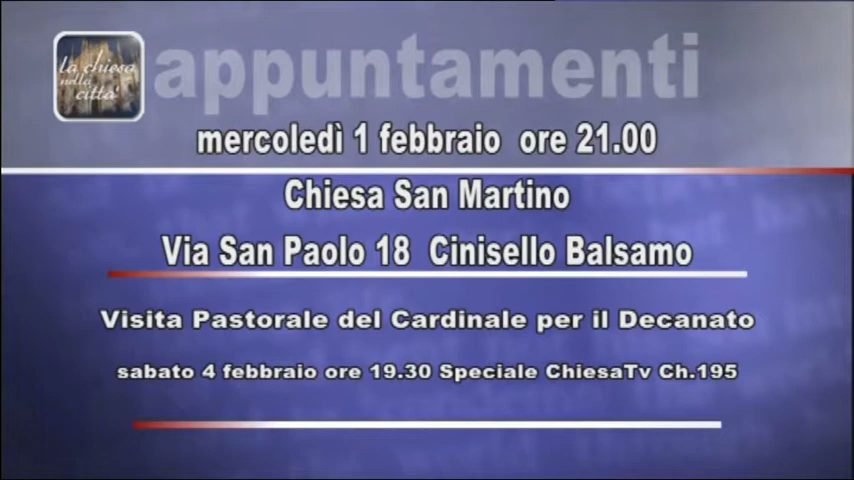 la chiesa
nella
città
appuntamenti
mercoledì 1 febbraio ore 21.00
Chiesa San Martino
Via San Paolo 18 Cinisello Balsamo
Visita Pastorale del Cardinale per il Decanato
sabato 4 febbraio ore 19.30 Speciale ChiesaTv Ch.195